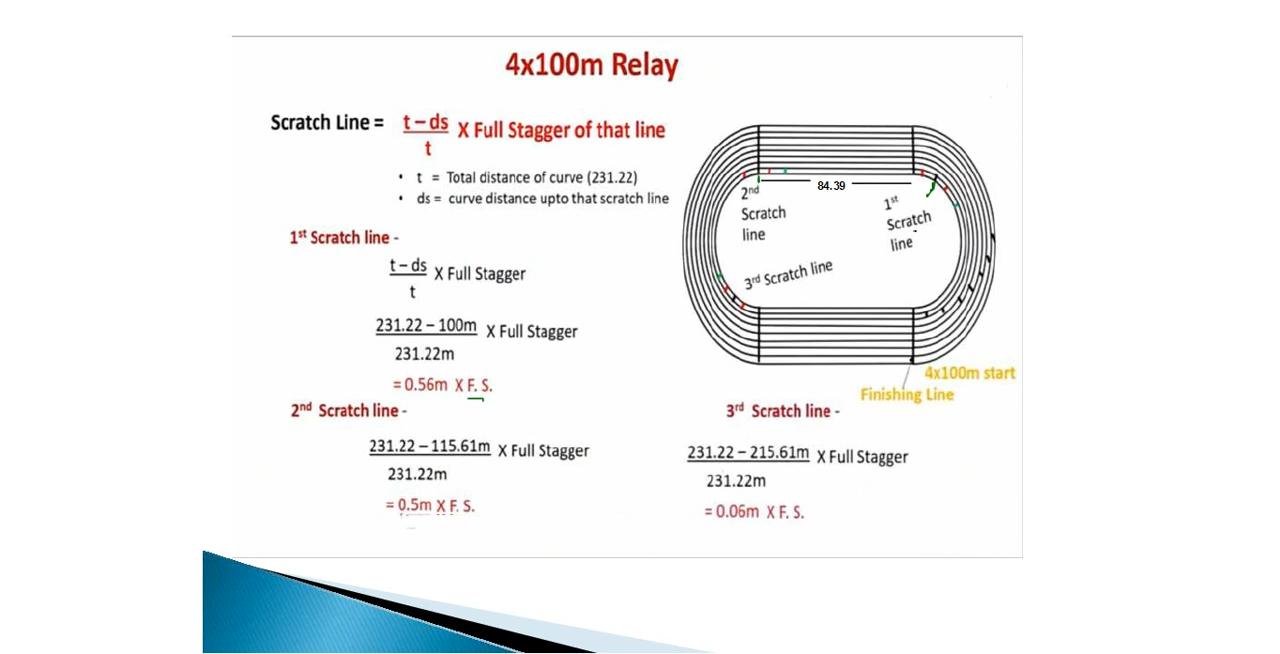 4x100m Relay
Scratch Line = t – ds X Full Stagger of that line
t
• t = Total distance of curve (231.22)
• ds = curve distance upto that scratch line
1st Scratch line -
t – ds X Full Stagger
t
231.22 – 100m X Full Stagger
231.22m
= 0.56m X F. S.
2nd Scratch line -
231.22 – 115.61m X Full Stagger
231.22m
= 0.5m X F. S.
84.39
2nd
Scratch
line
1st
Scratch
line
3rd Scratch line
4x100m start
Finishing Line
3rd Scratch line -
231.22 – 215.61m X Full Stagger
231.22m
= 0.06m X F. S.